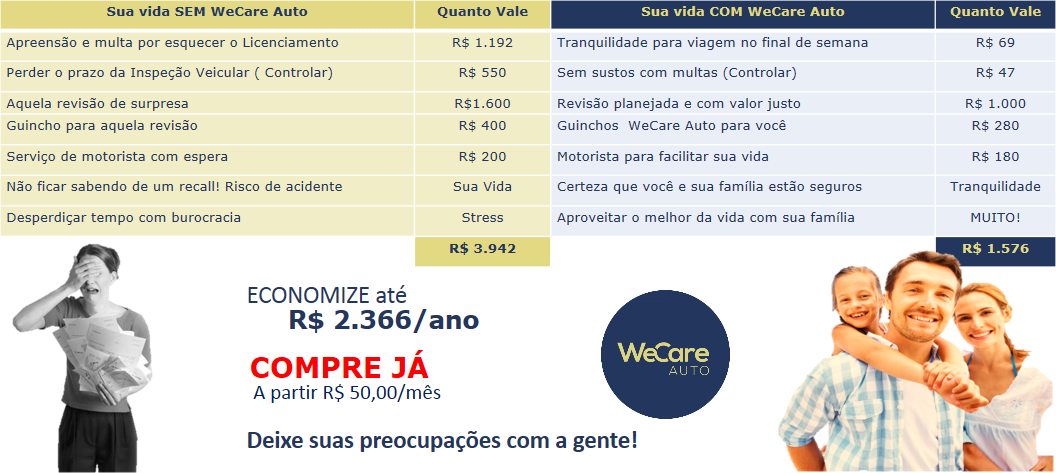 Sua vida SEM WeCare Auto Quanto Vale Sua vida COM WeCare Auto Quanto Vale
Apreensão e multa por esquecer o Licenciamento R$ 1.192 Tranquilidade para viagem no final de semana R$ 69
Perder o prazo da Inspeção Veicular ( Controlar) R$ 550 Sem sustos com multas (Controlar) R$ 47
Aquela revisão de surpresa R$1.600 Revisão planejada e com valor justo R$ 1.000
Guincho para aquela revisão R$ 400 Guinchos  WeCare Auto para você R$ 280
Serviço de motorista com espera R$ 200 Motorista para facilitar sua vida R$ 180
Não ficar sabendo de um recall! Risco de acidente Sua Vida Certeza que você e sua família estão seguros Tranquilidade
Desperdiçar tempo com burocracia Stress Aproveitar o melhor da vida com sua família MUITO!
R$ 3.942 R$ 1.576
ECONOMIZE até
R$ 2.366/ano
COMPRE JÁ
A partir R$ 50,00/mês
Deixe suas preocupações com a gente!
WeCare
AUTO